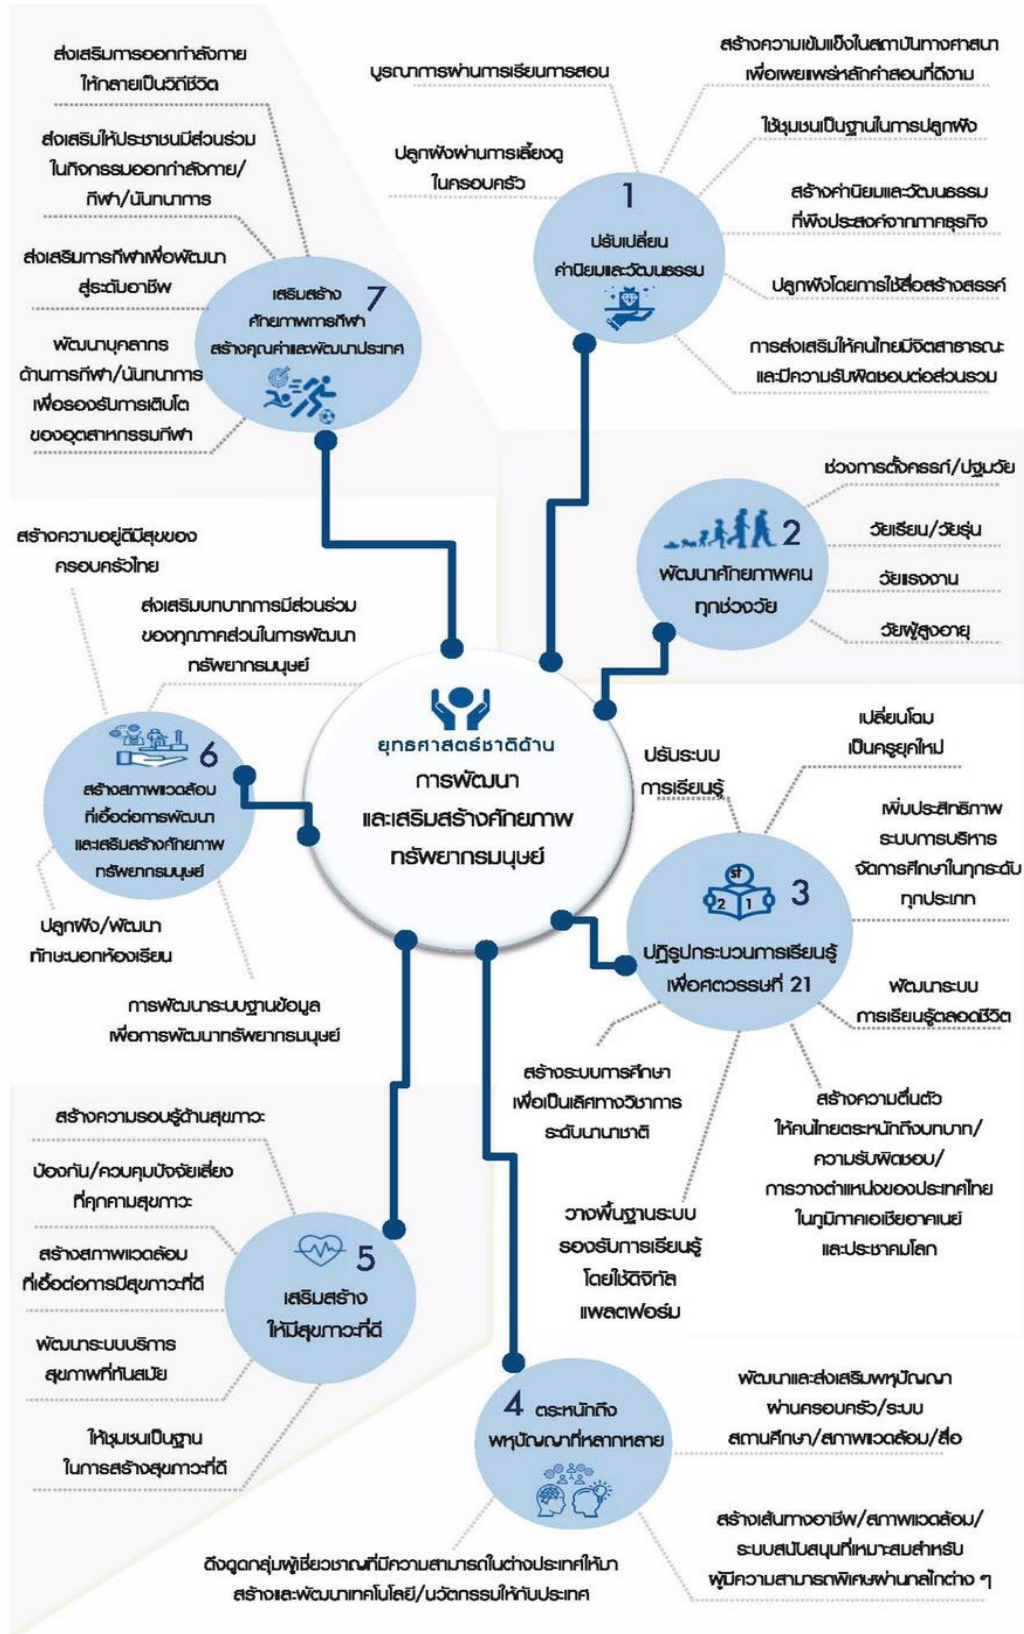 ยุทธศาสตร์ชาติด้าน
การพัฒนา
และเสริมสร้างศักยภาพ
ทรัพยากรมนุษย์
1
ปรับเปลี่ยน
ค่านิยมและวัฒนธรรม
ปลูกฝังผ่านการเลี้ยงดู
ในครอบครัว
บูรณาการผ่านการเรียนการสอน
สร้างความเข้มแข็งในสถาบันทางศาสนา
เพื่อเผยแพร่หลักคำสอนที่ดีงาม
ใช้ชุมชนเป็นฐานในการปลูกฝัง
สร้างค่านิยมและวัฒนธรรม
ที่พึงประสงค์จากภาคธุรกิจ
ปลูกฝังโดยการใช้สื่อสร้างสรรค์
การส่งเสริมให้คนไทยมีจิตสาธารณะ
และมีความรับผิดชอบต่อส่วนรวม
2
พัฒนาศักยภาพคน
ทุกช่วงวัย
ช่วงการตั้งครรภ์/ปฐมวัย
วัยเรียน/วัยรุ่น
วัยแรงงาน
วัยผู้สูงอายุ
st
2 1
3
ปฏิรูปกระบวนการเรียนรู้
เพื่อศตวรรษที่ 21
ปรับระบบ
การเรียนรู้
เปลี่ยนโฉม
เป็นครูยุคใหม่
เพิ่มประสิทธิภาพ
ระบบการบริหาร
จัดการศึกษาในทุกระดับ
ทุกประเภท
พัฒนาระบบ
การเรียนรู้ตลอดชีวิต
สร้างความตื่นตัว
ให้คนไทยตระหนักถึงบทบาท/
ความรับผิดชอบ/
การวางตำแหน่งของประเทศไทย
ในภูมิภาคเอเชียอาคเนย์
และประชาคมโลก
วางพื้นฐานระบบ
รองรับการเรียนรู้
โดยใช้ดิจิทัล
แพลตฟอร์ม
สร้างระบบการศึกษา
เพื่อเป็นเลิศทางวิชาการ
ระดับนานาชาติ
4 ตระหนักถึง
พหุปัญญาที่หลากหลาย
พัฒนาและส่งเสริมพหุปัญญา
ผ่านครอบครัว/ระบบ
สถานศึกษา/สภาพแวดล้อม/สื่อ
สร้างเส้นทางอาชีพ/สภาพแวดล้อม/
ระบบสนับสนุนที่เหมาะสมสำหรับ
ผู้มีความสามารถพิเศษผ่านกลไกต่าง ๆ
ดึงดูดกลุ่มผู้เชี่ยวชาญที่มีความสามารถในต่างประเทศให้มา
สร้างและพัฒนาเทคโนโลยี/นวัตกรรมให้กับประเทศ
5
เสริมสร้าง
ให้มีสุขภาวะที่ดี
สร้างความรอบรู้ด้านสุขภาวะ
ป้องกัน/ควบคุมปัจจัยเสี่ยง
ที่คุกคามสุขภาวะ
สร้างสภาพแวดล้อม
ที่เอื้อต่อการมีสุขภาวะที่ดี
พัฒนาระบบบริการ
สุขภาพที่ทันสมัย
ให้ชุมชนเป็นฐาน
ในการสร้างสุขภาวะที่ดี
6
สร้างสภาพแวดล้อม
ที่เอื้อต่อการพัฒนา
และเสริมสร้างศักยภาพ
ทรัพยากรมนุษย์
สร้างความอยู่ดีมีสุขของ
ครอบครัวไทย
ส่งเสริมบทบาทการมีส่วนร่วม
ของทุกภาคส่วนในการพัฒนา
ทรัพยากรมนุษย์
ปลูกฝัง/พัฒนา
ทักษะนอกห้องเรียน
การพัฒนาระบบฐานข้อมูล
เพื่อการพัฒนาทรัพยากรมนุษย์
7
เสริมสร้าง
ศักยภาพการกีฬา
สร้างคุณค่าและพัฒนาประเทศ
ส่งเสริมการออกกำลังกาย
ให้กลายเป็นวิถีชีวิต
ส่งเสริมให้ประชาชนมีส่วนร่วม
ในกิจกรรมออกกำลังกาย/
กีฬา/นันทนาการ
ส่งเสริมการกีฬาเพื่อพัฒนา
สู่ระดับอาชีพ
พัฒนาบุคลากร
ด้านการกีฬา/นันทนาการ
เพื่อรองรับการเติบโต
ของอุตสาหกรรมกีฬา